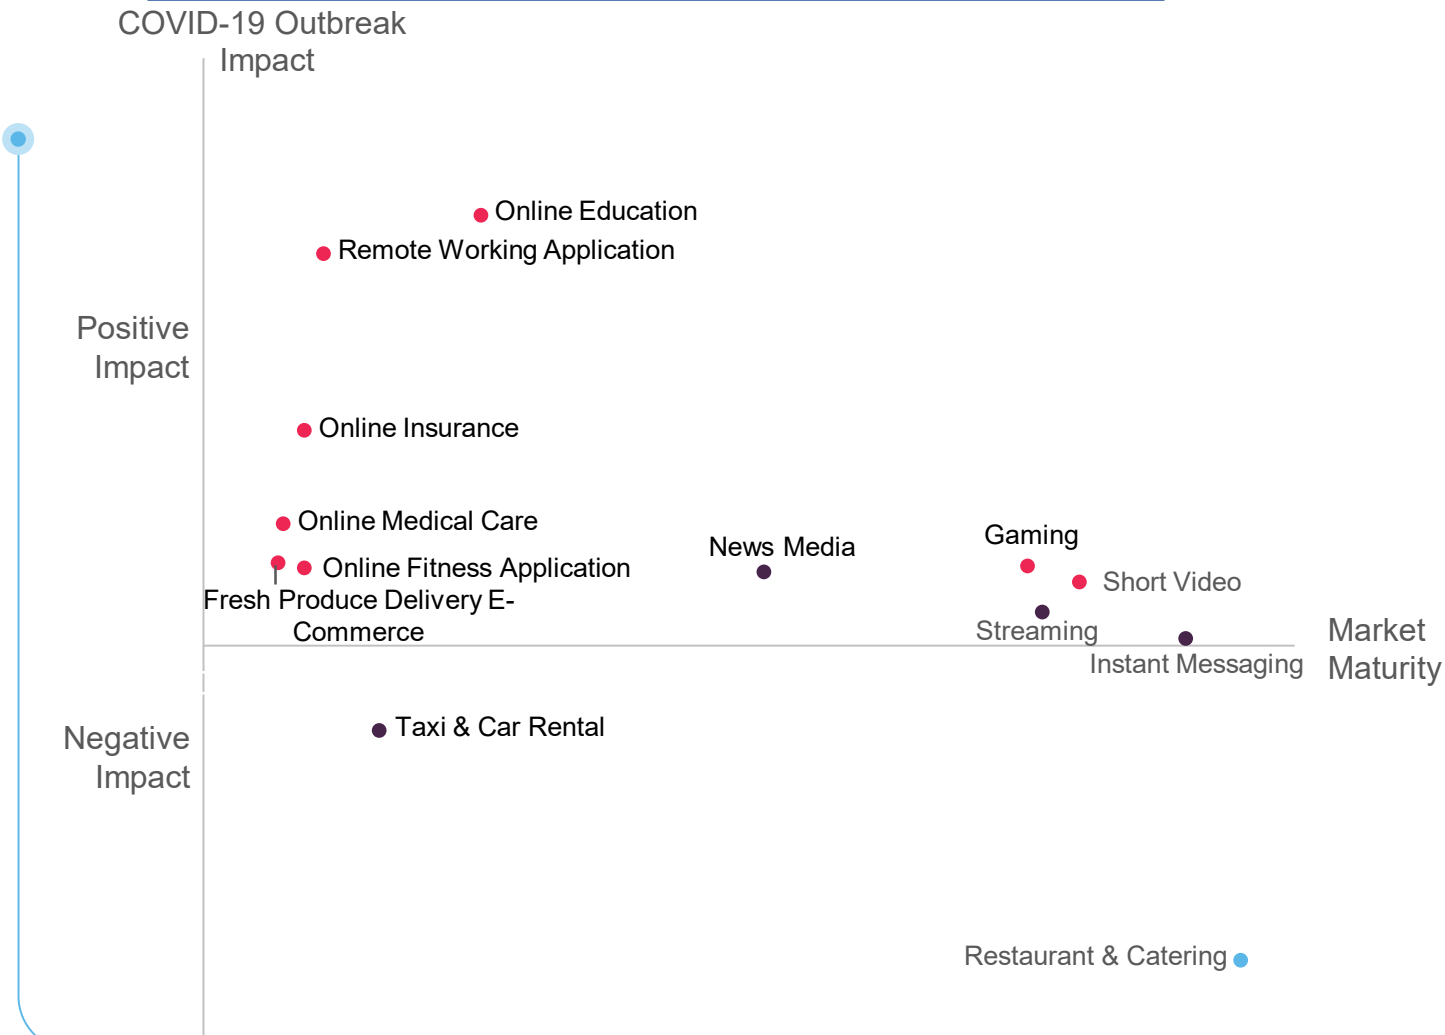 COVID-19 Outbreak
Impact
Online Education
Remote Working Application
Positive
Impact
Online Insurance
Online Medical Care
News Media
Gaming
Online Fitness Application
Short Video
Fresh Produce Delivery E-
Commerce
Streaming
Market
Maturity
Instant Messaging
Taxi & Car Rental
Negative
Impact
Restaurant & Catering